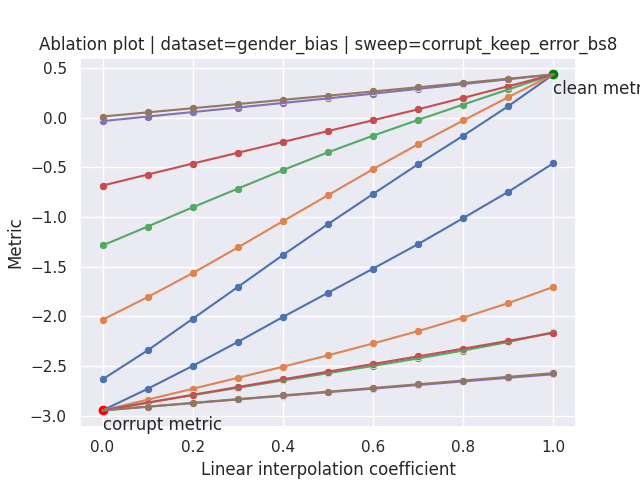 Ablation plot | dataset=gender_bias | sweep=corrupt_keep_error_bs8
0.5
clean metr
0.0
−0.5
−1.0
Metric
−1.5
−2.0
−2.5
−3.0
corrupt metric
0.0 0.2 0.4 0.6 0.8 1.0
Linear interpolation coefficient